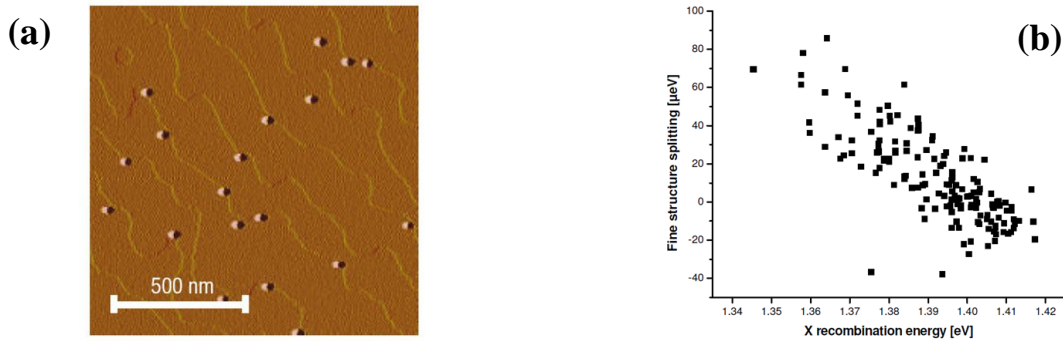 (a)
500 nm
(b)
Fine structure splitting [µeV]
100
80
60
40
20
0
-20
-40
1.34 1.35 1.36 1.37 1.38 1.39 1.40 1.41 1.42
X recombination energy [eV]